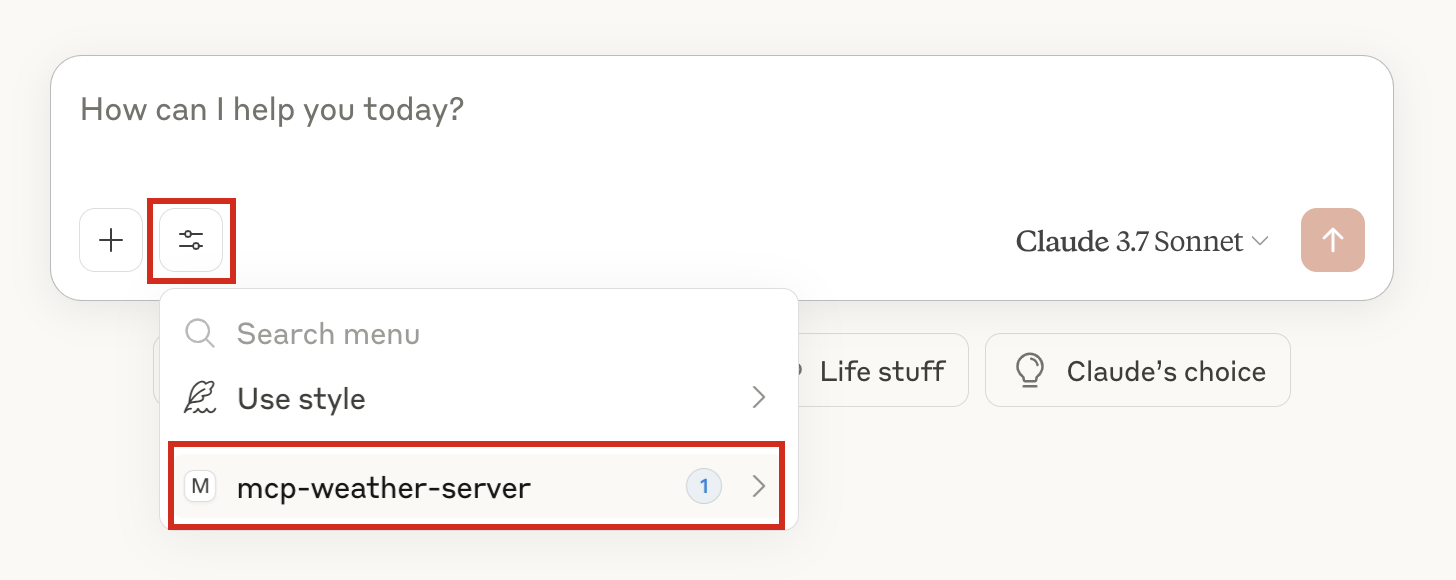 How can I help you today?
Claude 3.7 Sonnet
Search menu
Use style
Life stuff
Claude's choice
M mcp-weather-server 1